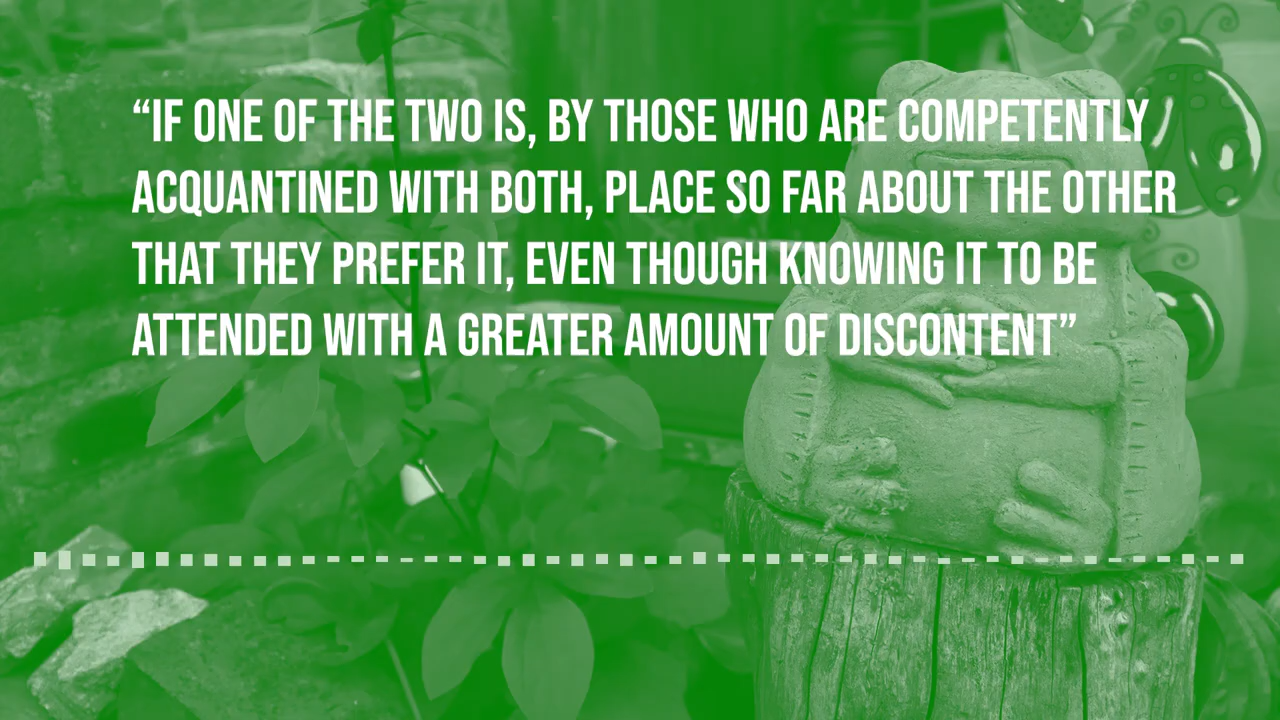 “IF ONE OF THE TWO IS, BY THOSE WHO ARE COMPETENTLY
ACQUANTINED WITH BOTH, PLACE SO FAR ABOUT THE OTHER
THAT THEY PREFER IT, EVEN THOUGH KNOWING IT TO BE
ATTENDED WITH A GREATER AMOUNT OF DISCONTENT”